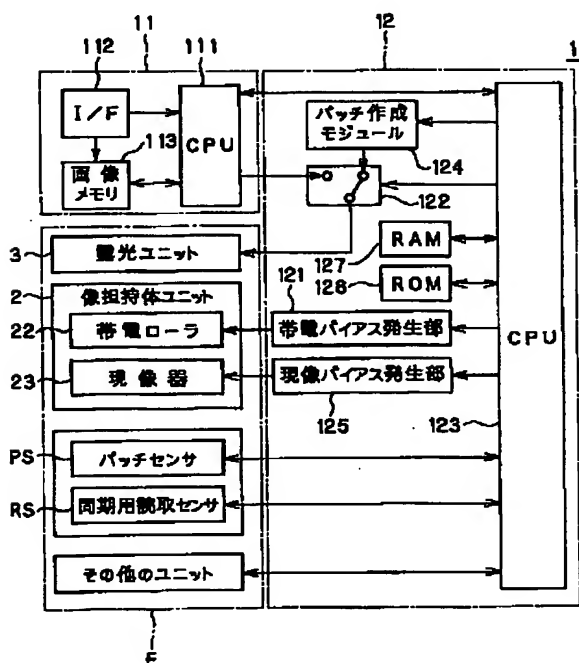 11
12
1
112
111
I/F
CPU
113
画像
メモリ
パッチ作成
モジュール
124
122
3
露光ユニット
127
RAM
2
像担持体ユニット
121
128
ROM
22
帯電ローラ
帯電バイアス発生部
CPU
23
現像器
現像バイアス発生部
125
123
PS
パッチセンサ
RS
同期用読取センサ
その他のユニット
E